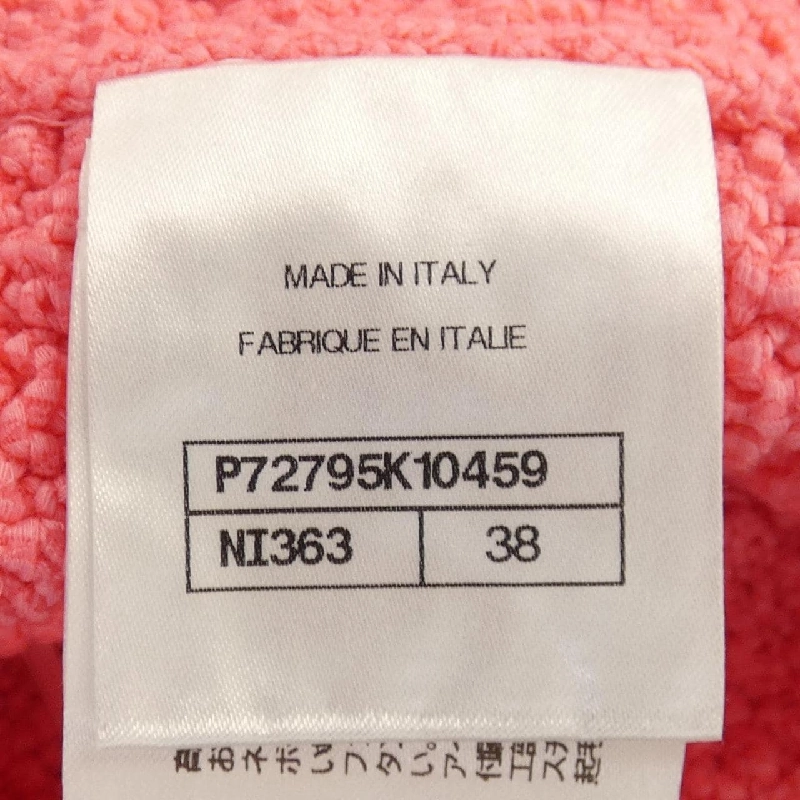 MADE IN ITALY
FABRIQUE EN ITALIE
P72795K10459
NI363 38